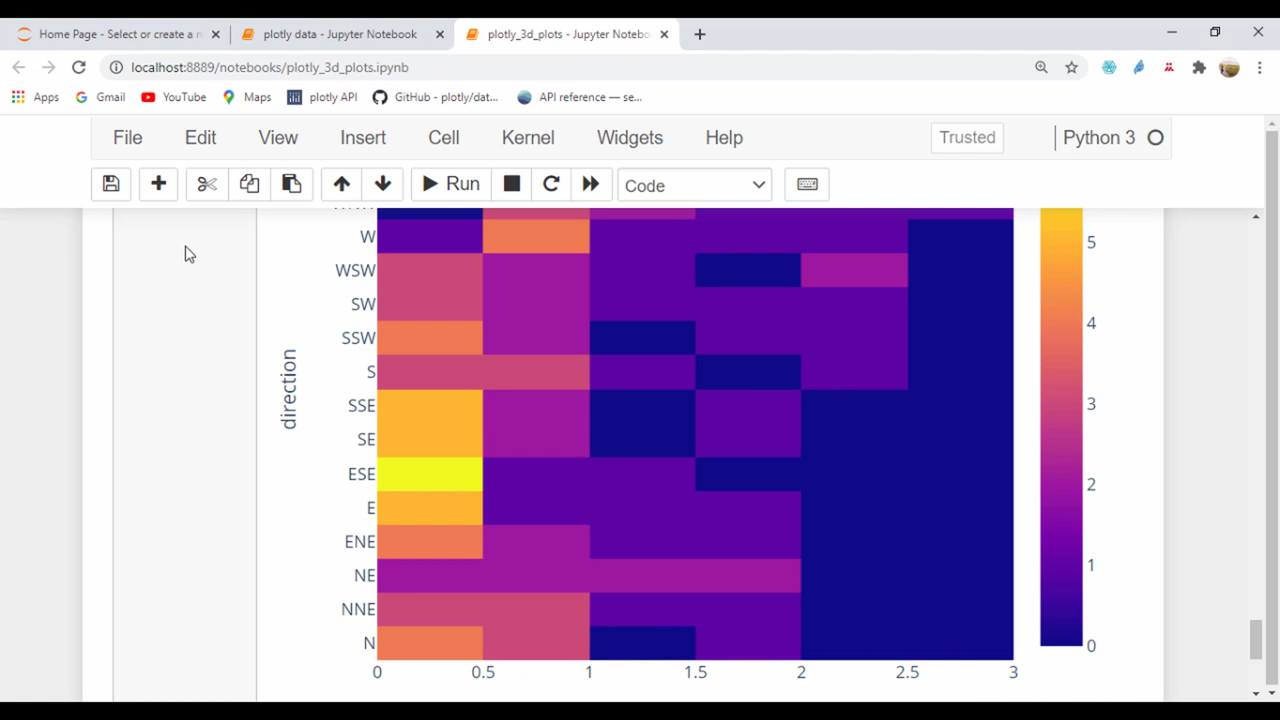 Home Page - Select or create a n
plotly data - Jupyter Notebook
plotly_3d_plots - Jupyter Notebo
localhost:8889/notebooks/plotly_3d_plots.ipynb
Apps
Gmail
YouTube
Maps
plotly API
GitHub - plotly/dat...
API reference — se...
File
Edit
View
Insert
Cell
Kernel
Widgets
Help
Trusted
Python 3
Run
Code
W
WSW
SW
SSW
S
SSE
SE
ESE
E
ENE
NE
NNE
N
direction
0
0.5
1
1.5
2
2.5
3
5
4
3
2
1
0